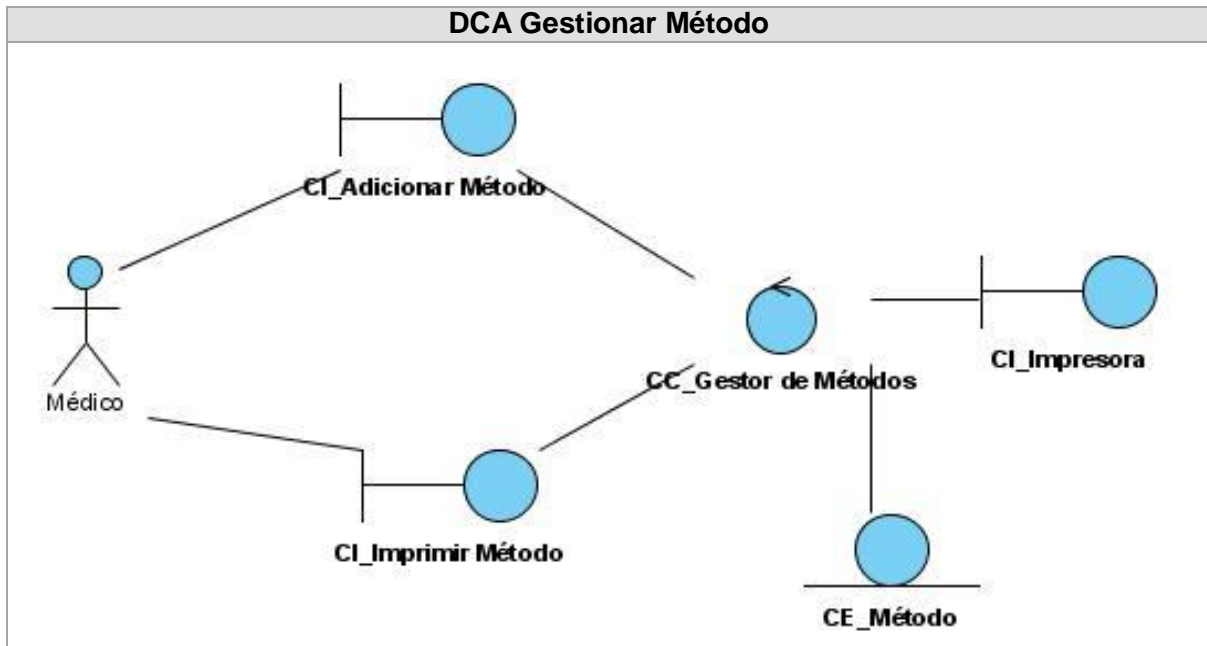 DCA Gestionar Método
CI_Adicionar Método
Médico
CC_Gestor de Métodos
CI_Impresora
CI_Imprimir Método
CE_Método